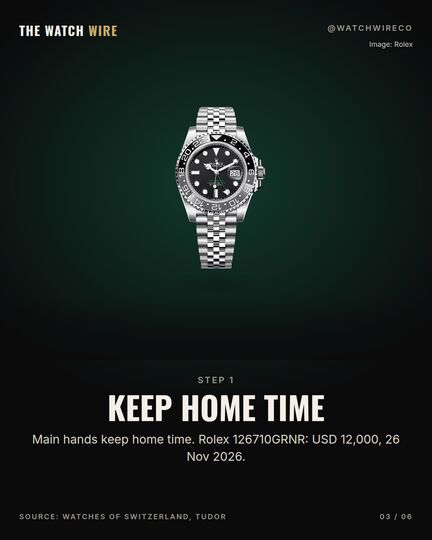 THE WATCH WIRE
@WATCHWIRECO
Image: Rolex
STEP 1
KEEP HOME TIME
Main hands keep home time. Rolex 126710GRNR: USD 12,000, 26
Nov 2026.
SOURCE: WATCHES OF SWITZERLAND, TUDOR
03 / 06